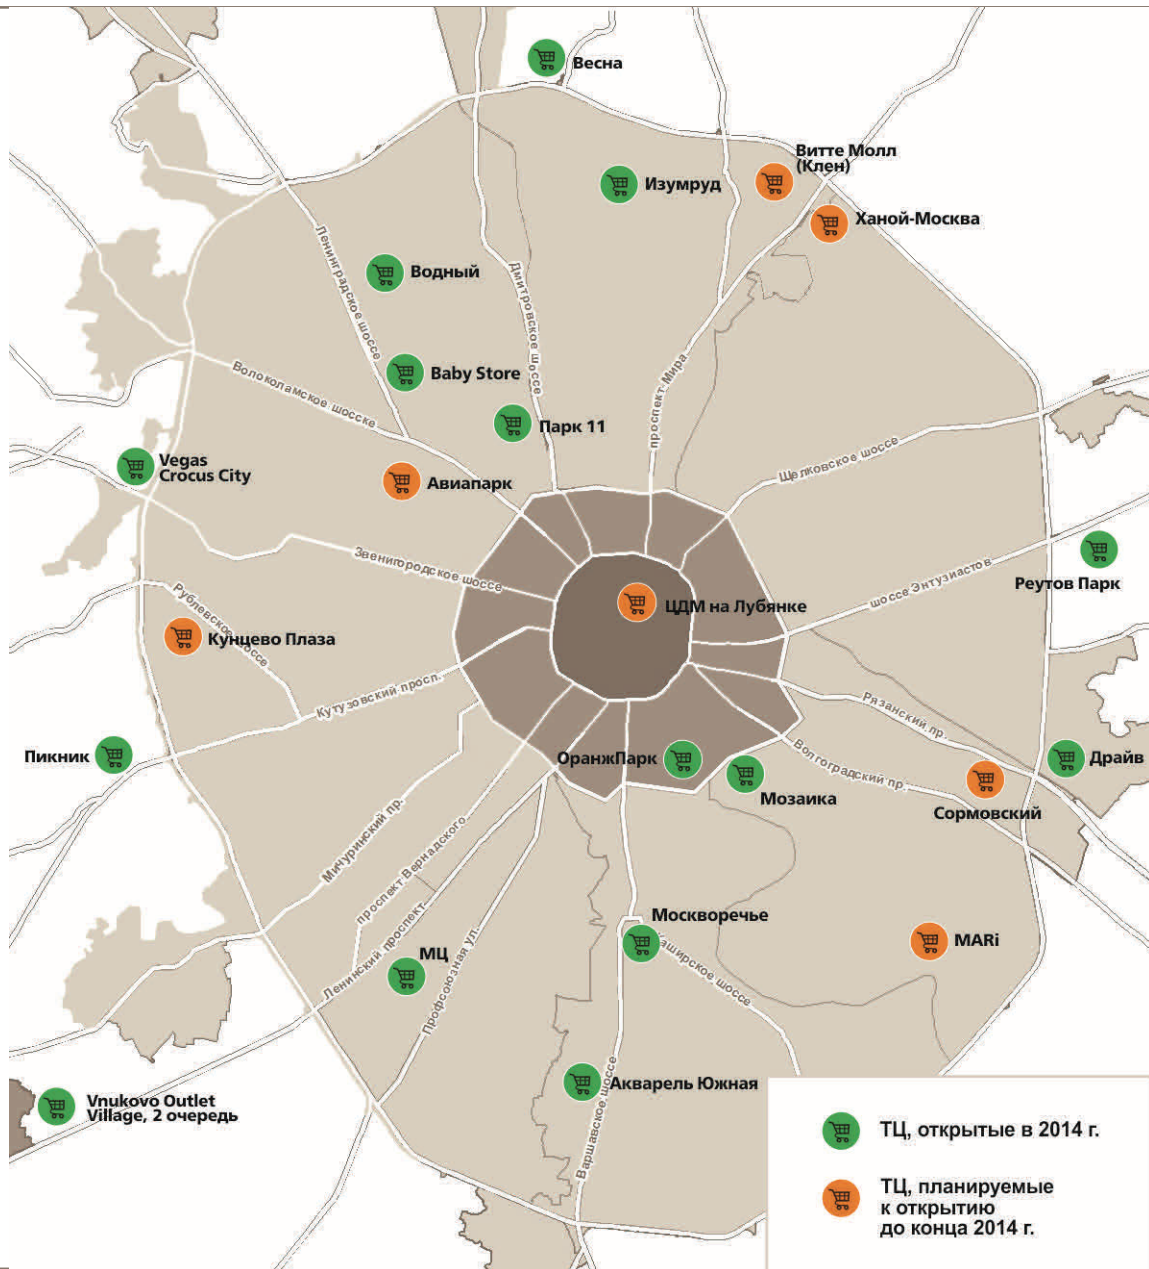 Весна
Витте Молл
(Клен)
Изумруд
Ханой-Москва
Ленинградское шоссе
Водный
Дмитровское шоссе
Волоколамское шосске
Baby Store
проспект Мира
Парк 11
Щелковское шоссе
Vegas
Crocus City
Авиапарк
Звенигородское шоссе
шоссе Энтузиастов
Реутов Парк
Рублевское шоссе
ЦДМ на Лубянке
Кунцево Плаза
Кутузовский просп.
Рязанский пр.
Пикник
ОранжПарк
Волгоградский пр.
Драйв
Мозаика
Сормовский
Мичуринский пр.
проспект Вернадского
Ленинский проспект
Профсоюзная ул.
Москворечье
Каширское шоссе
MARi
МЦ
Варшавское шоссе
Акварель Южная
Vnukovo Outlet
Village, 2 очередь
ТЦ, открытые в 2014 г.
ТЦ, планируемые
к открытию
до конца 2014 г.